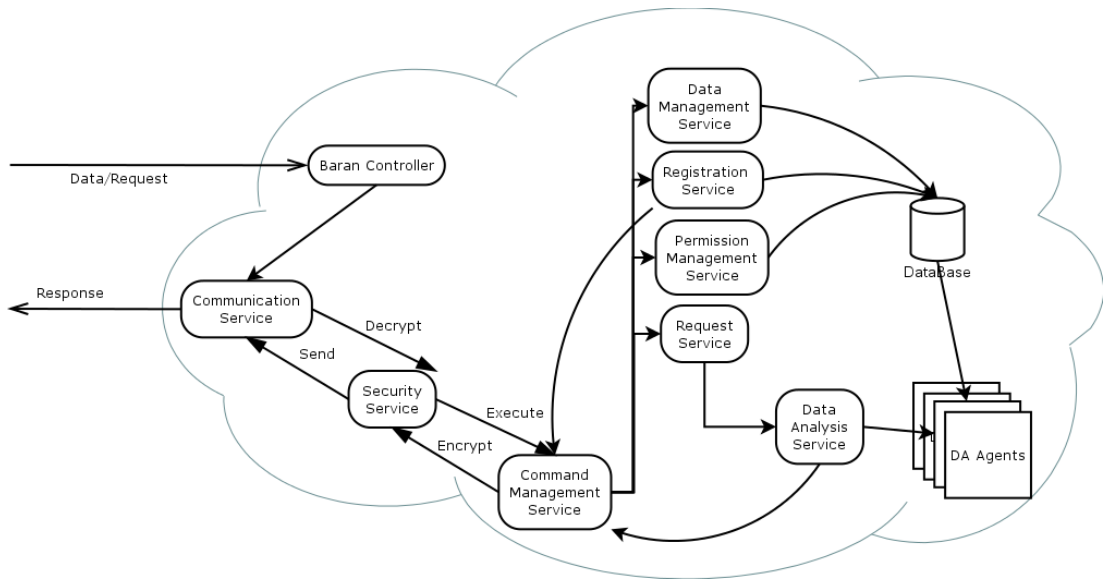 Data
Management
Service
Baran Controller
Data/Request
Registration
Service
Permission
Management
Service
DataBase
Response
Communication
Service
Decrypt
Request
Service
Send
Security
Service
Execute
Data
Analysis
Service
Encrypt
DA Agents
Command
Management
Service